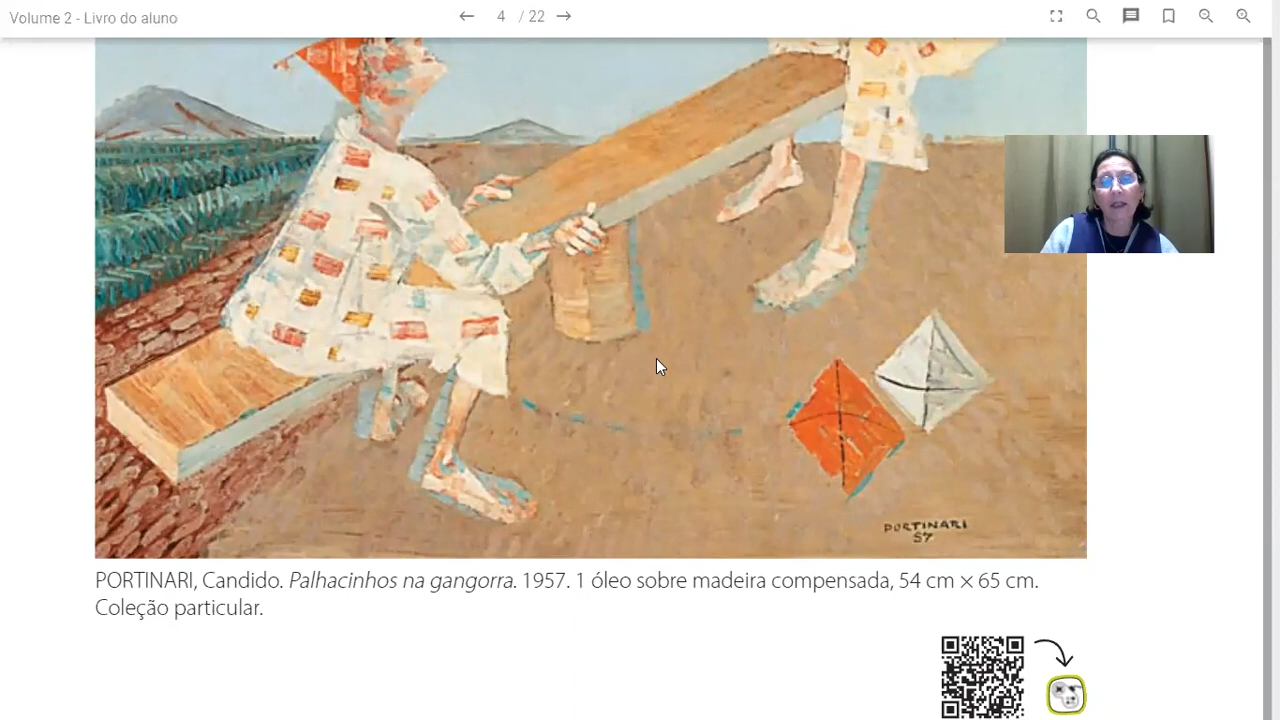 Volume 2 - Livro do aluno
4 / 22
PORTINARI
57
PORTINARI, Candido. Palhacinhos na gangorra. 1957. 1 óleo sobre madeira compensada, 54 cm × 65 cm.
Coleção particular.